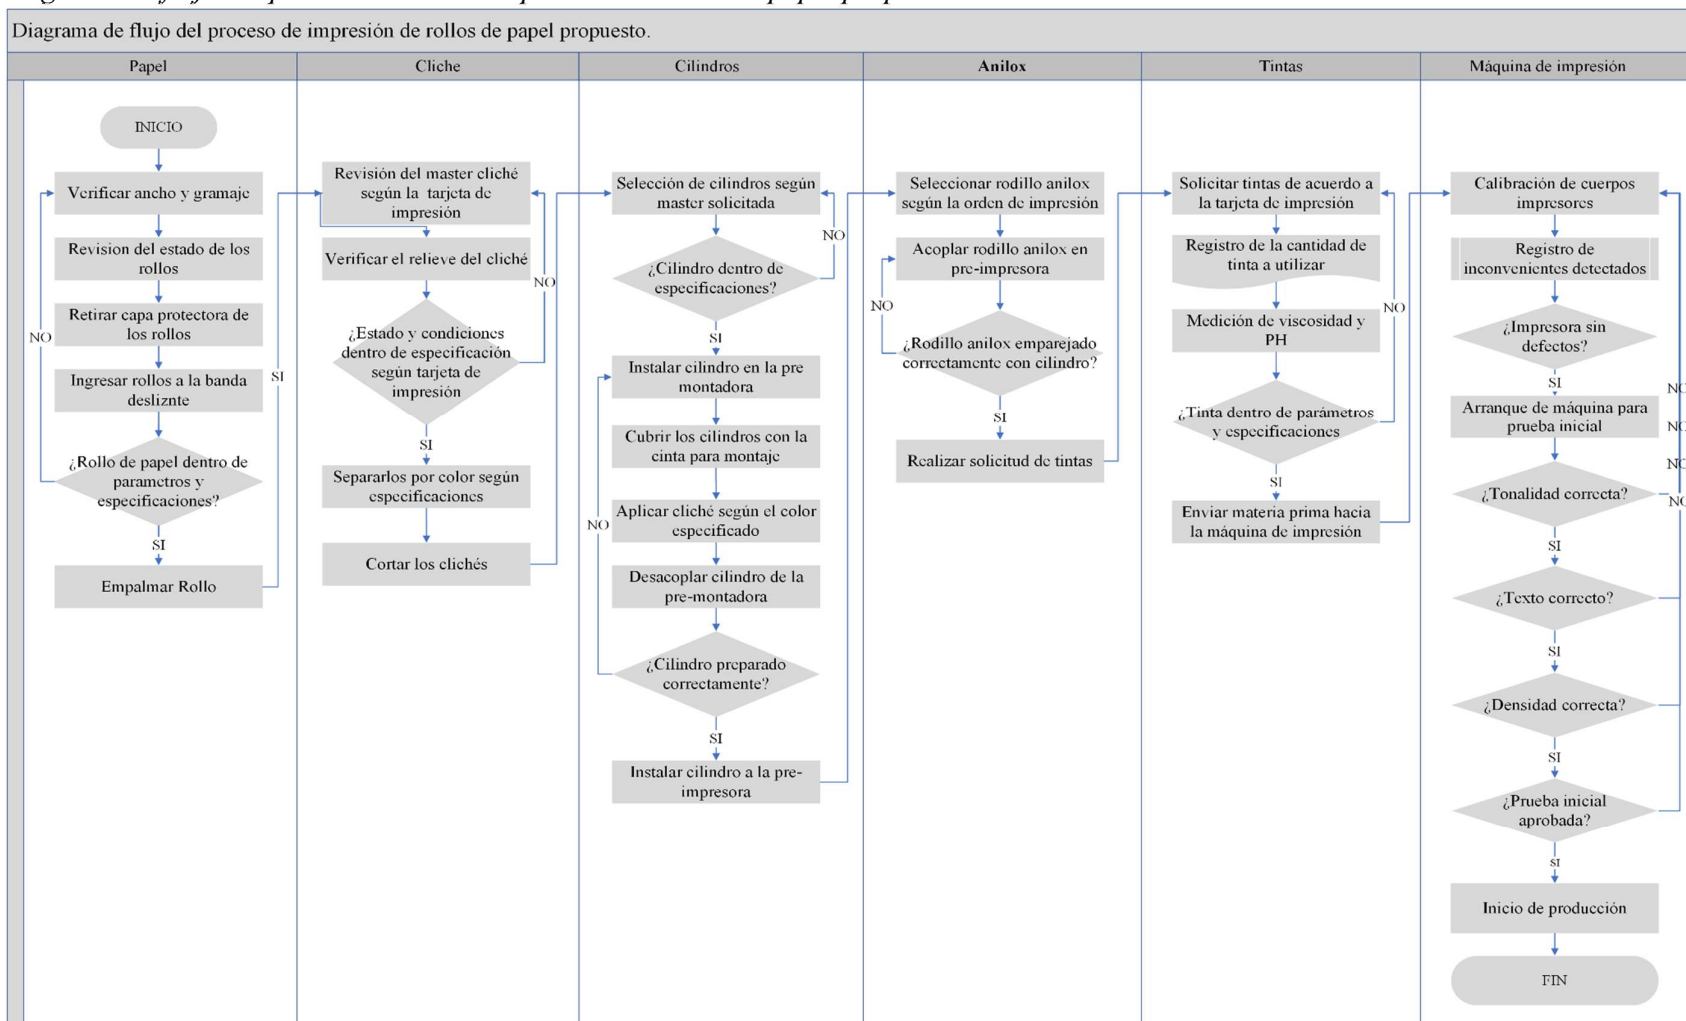 Diagrama de flujo del proceso de impresión de rollos de papel propuesto.
Papel
Cliche
Cilindros
Anilox
Tintas
Máquina de impresión
INICIO
Verificar ancho y gramaje
Revision del estado de los
rollos
Retirar capa protectora de
los rollos
Ingresar rollos a la banda
desliznte
¿Rollo de papel dentro de
parametros y
especificaciones?
NO
SI
Empalmar Rollo
SI
Revisión del master cliché
según la tarjeta de
impresión
Verificar el relieve del cliché
NO
¿Estado y condiciones
dentro de especificación
según tarjeta de
impresión
SI
Separarlos por color según
especificaciones
Cortar los clichés
Selección de cilindros según
master solicitada
NO
¿Cilindro dentro de
especificaciones?
SI
Instalar cilindro en la pre
montadora
Cubrir los cilindros con la
cinta para montaje
NO
Aplicar cliché según el color
especificado
Desacoplar cilindro de la
pre-montadora
¿Cilindro preparado
correctamente?
SI
Instalar cilindro a la pre-
impresora
Seleccionar rodillo anilox
según la orden de impresión
Acoplar rodillo anilox en
pre-impresora
NO
¿Rodillo anilox emparejado
correctamente con cilindro?
SI
Realizar solicitud de tintas
Solicitar tintas de acuerdo a
la tarjeta de impresión
Registro de la cantidad de
tinta a utilizar
NO
Medición de viscosidad y
PH
¿Tinta dentro de parámetros
y especificaciones
SI
Enviar materia prima hacia
la máquina de impresión
Calibración de cuerpos
impresores
Registro de
inconvenientes detectados
¿Impresora sin
defectos?
SI
NO
Arranque de máquina para
prueba inicial
NO
NO
¿Tonalidad correcta?
NO
SI
¿Texto correcto?
SI
¿Densidad correcta?
SI
¿Prueba inicial
aprobada?
SI
Inicio de producción
FIN